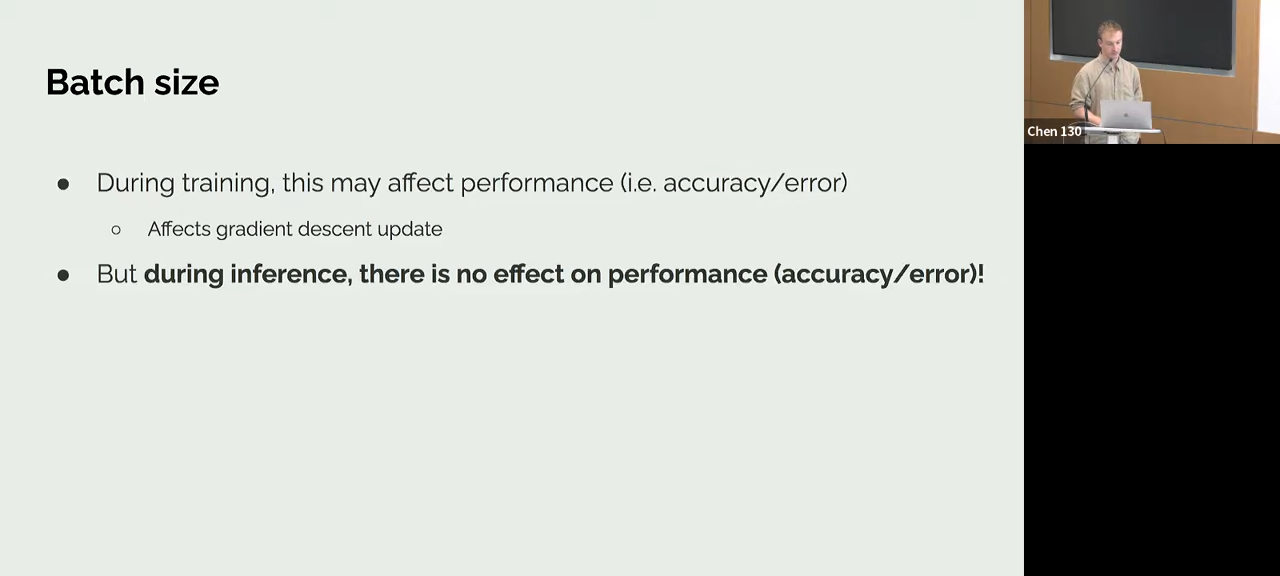 Batch size
● During training, this may affect performance (i.e. accuracy/error)
○ Affects gradient descent update
● But during inference, there is no effect on performance (accuracy/error)!
Chen 130